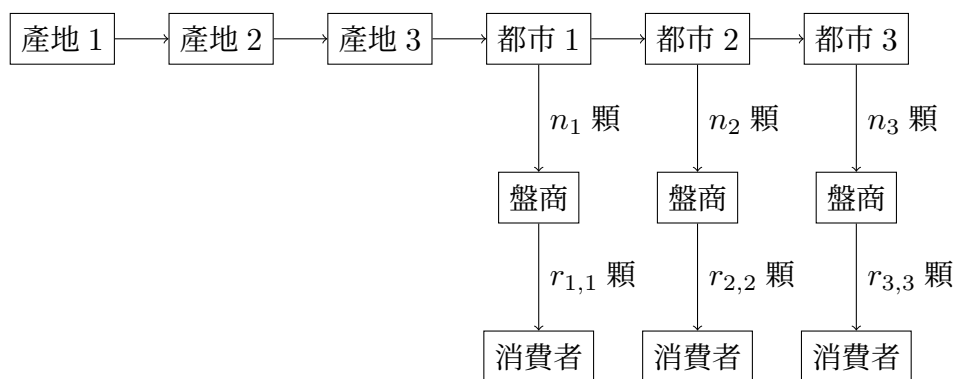 產地 1 產地 2 產地 3 都市 1 都市 2 都市 3
n₁ 顆 n₂ 顆 n₃ 顆
盤商 盤商 盤商
r₁,₁ 顆 r₂,₂ 顆 r₃,₃ 顆
消費者 消費者 消費者